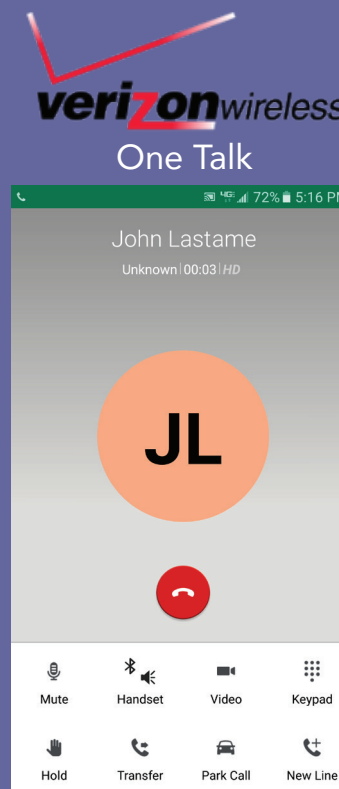 verizonwireless
One Talk
4G 72% 5:16 PM
John Lastame
Unknown | 00:03 | HD
JL
Mute Handset Video Keypad
Hold Transfer Park Call New Line